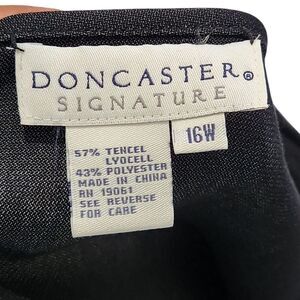 DONCASTER®
SIGNATURE
16W
57% TENCEL
LYOCELL
43% POLYESTER
MADE IN CHINA
RN 19061
SEE REVERSE
FOR CARE